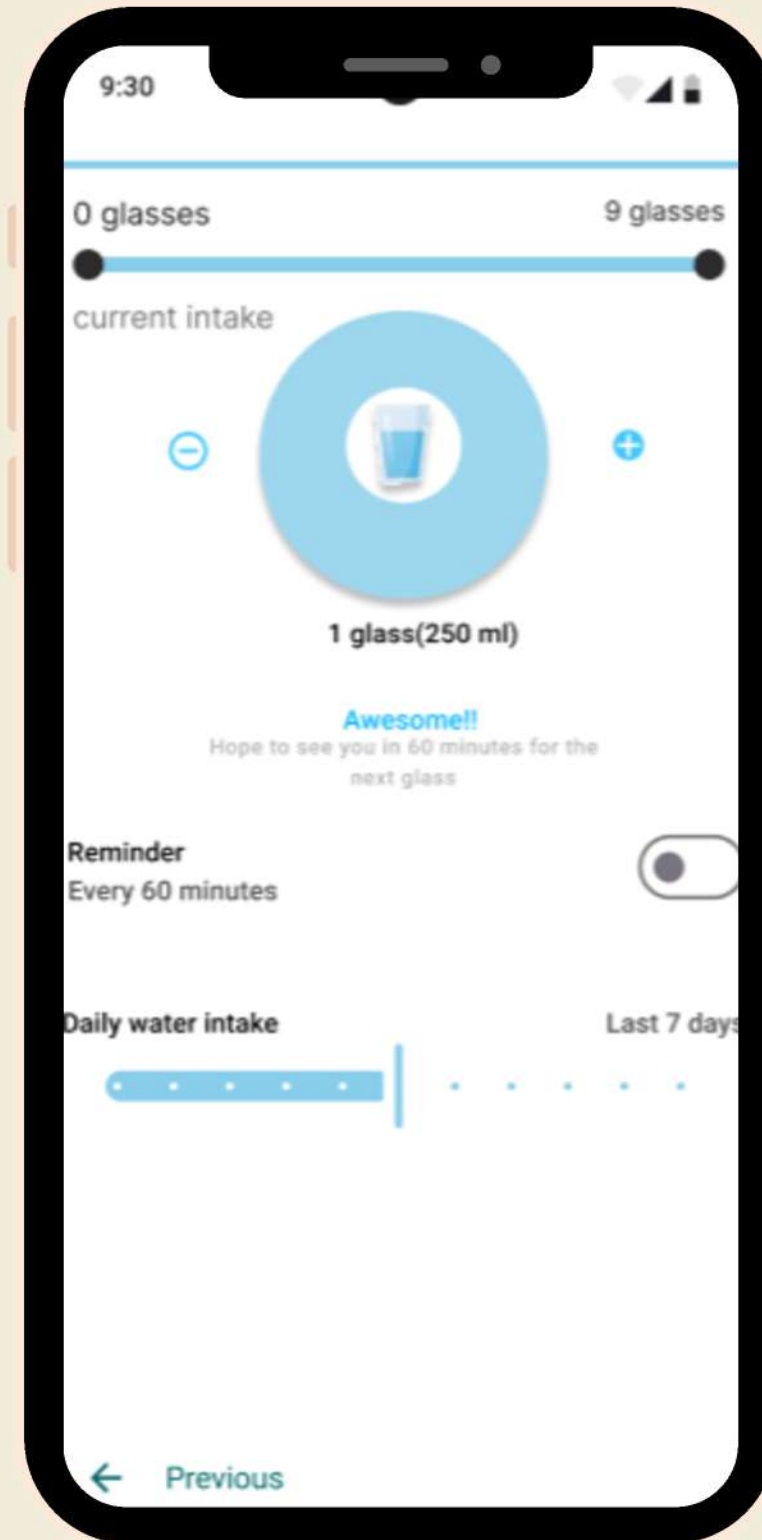 9:30
0 glasses
9 glasses
current intake
1 glass(250 ml)
Awesome!!
Hope to see you in 60 minutes for the
next glass
Reminder
Every 60 minutes
Daily water intake
Last 7 days
Previous